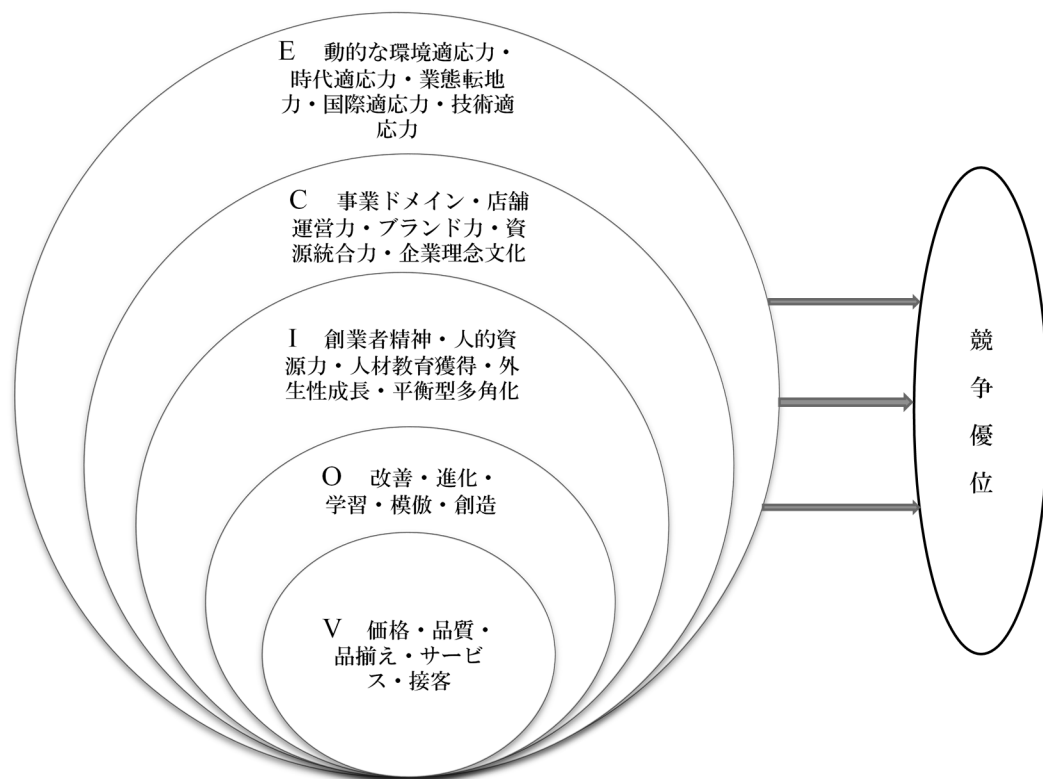 E 動的な環境適応力・
時代適応力・業態転地
力・国際適応力・技術適
応力
C 事業ドメイン・店舗
運営力・ブランド力・資
源統合力・企業理念文化
I 創業者精神・人的資
源力・人材教育獲得・外
生性成長・平衡型多角化
O 改善・進化・
学習・模倣・創造
V 価格・品質・
品揃え・サービ
ス・接客
競
争
優
位